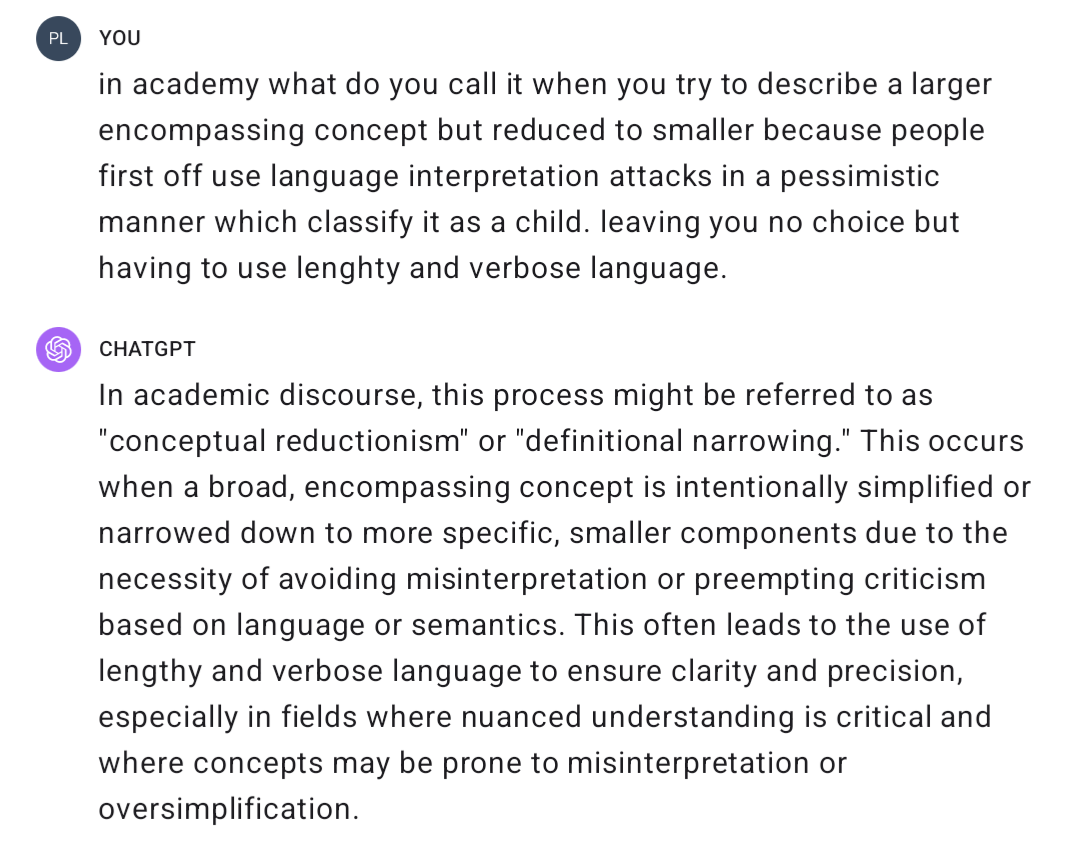 PL YOU
in academy what do you call it when you try to describe a larger
encompassing concept but reduced to smaller because people
first off use language interpretation attacks in a pessimistic
manner which classify it as a child. leaving you no choice but
having to use lenghty and verbose language.
CHATGPT
In academic discourse, this process might be referred to as
"conceptual reductionism" or "definitional narrowing." This occurs
when a broad, encompassing concept is intentionally simplified or
narrowed down to more specific, smaller components due to the
necessity of avoiding misinterpretation or preempting criticism
based on language or semantics. This often leads to the use of
lengthy and verbose language to ensure clarity and precision,
especially in fields where nuanced understanding is critical and
where concepts may be prone to misinterpretation or
oversimplification.